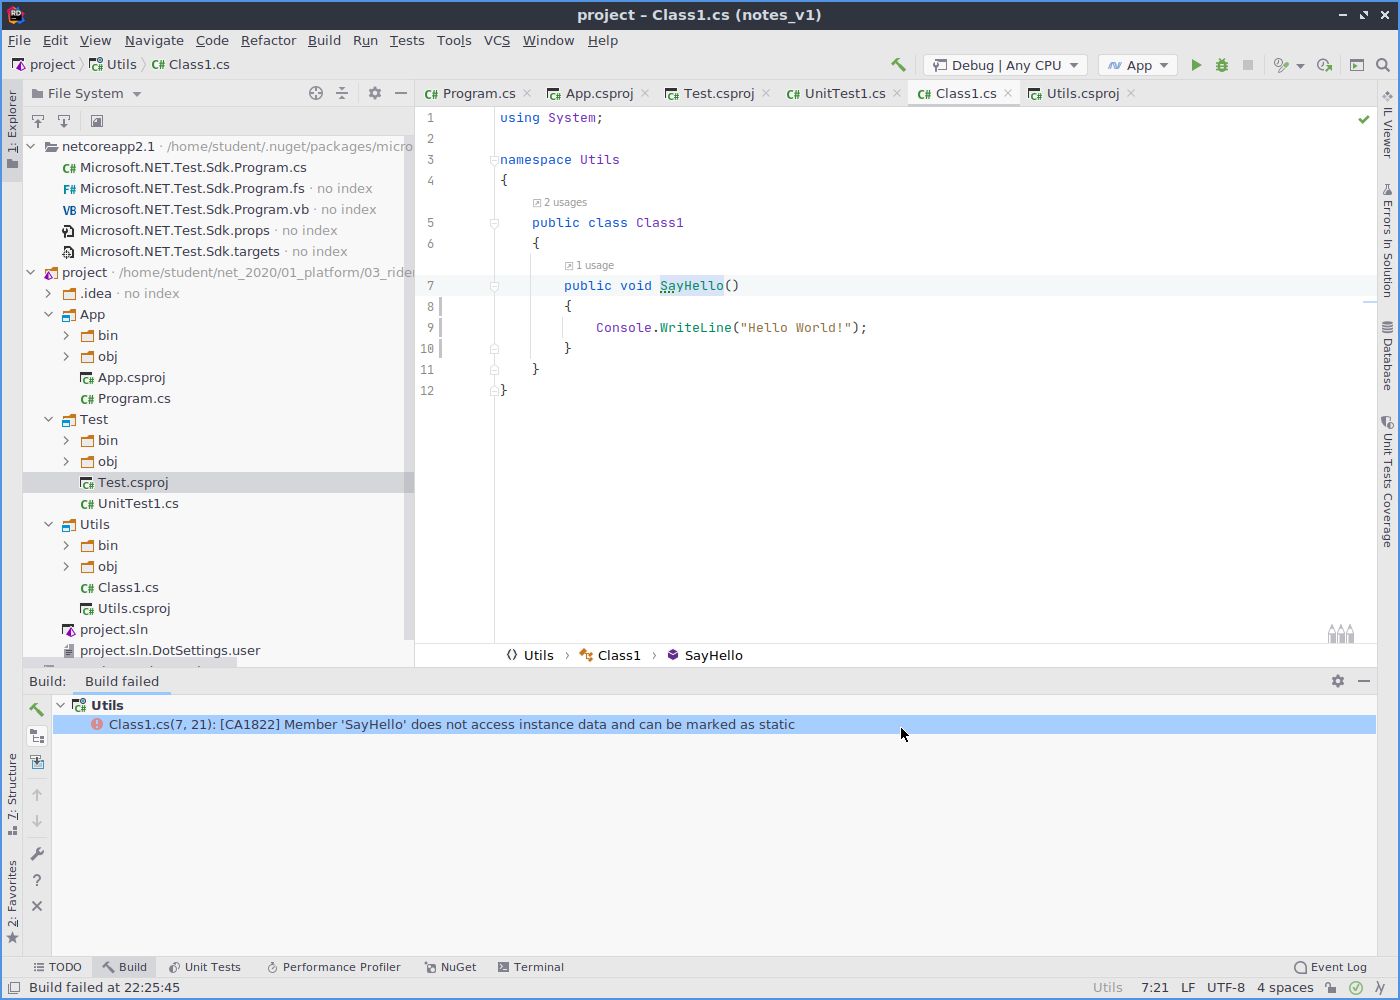 project – Class1.cs (notes_v1)
File Edit View Navigate Code Refactor Build Run Tests Tools VCS Window Help
project Utils C# Class1.cs
Debug | Any CPU App
1: Explorer
File System
C# Program.cs App.csproj Test.csproj C# UnitTest1.cs C# Class1.cs Utils.csproj
netcoreapp2.1 · /home/student/.nuget/packages/micro
C# Microsoft.NET.Test.Sdk.Program.cs
F# Microsoft.NET.Test.Sdk.Program.fs · no index
VB Microsoft.NET.Test.Sdk.Program.vb · no index
Microsoft.NET.Test.Sdk.props · no index
Microsoft.NET.Test.Sdk.targets · no index
project · /home/student/net_2020/01_platform/03_rider
.idea · no index
App
bin
obj
App.csproj
C# Program.cs
Test
bin
obj
Test.csproj
C# UnitTest1.cs
Utils
bin
obj
C# Class1.cs
Utils.csproj
project.sln
project.sln.DotSettings.user
1 using System;
2
3 namespace Utils
4 {
2 usages
5 public class Class1
6 {
1 usage
7 public void SayHello()
8 {
9 Console.WriteLine("Hello World!");
10 }
11 }
12 }
Utils Class1 SayHello
IL Viewer
Errors In Solution
Database
Unit Tests Coverage
Build: Build failed
Utils
Class1.cs(7, 21): [CA1822] Member 'SayHello' does not access instance data and can be marked as static
7: Structure
2: Favorites
TODO Build Unit Tests Performance Profiler NuGet Terminal Event Log
Build failed at 22:25:45 Utils 7:21 LF UTF-8 4 spaces